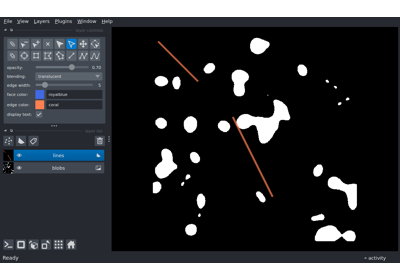 File View Layers Plugins Window Help
opacity: 0.70
blending: translucent
edge width: 5
face color: royalblue
edge color: coral
display text: ✓
lines
blobs
Ready
activity